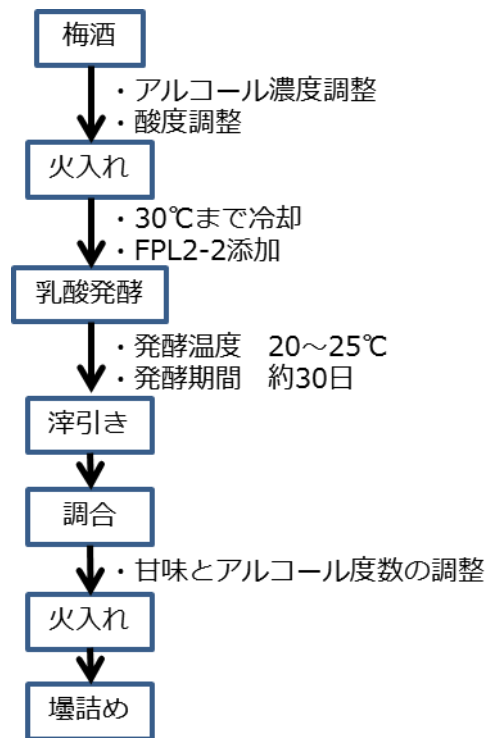 梅酒
・アルコール濃度調整
・酸度調整
火入れ
・30℃まで冷却
・FPL2-2添加
乳酸発酵
・発酵温度　20～25℃
・発酵期間　約30日
滓引き
調合
・甘味とアルコール度数の調整
火入れ
壜詰め